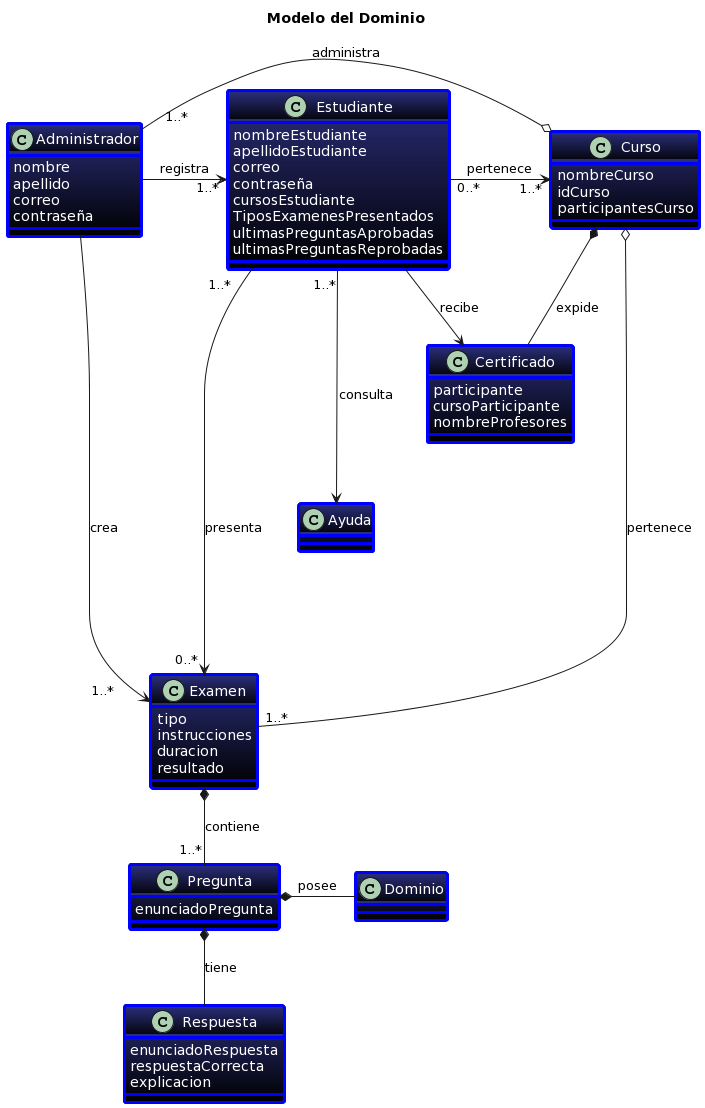 Modelo del Dominio
administra
1..*
C Administrador
nombre
apellido
correo
contraseña
registra
1..*
C Estudiante
nombreEstudiante
apellidoEstudiante
correo
contraseña
cursosEstudiante
TiposExamenesPresentados
ultimasPreguntasAprobadas
ultimasPreguntasReprobadas
pertenece
0..*
1..*
C Curso
nombreCurso
idCurso
participantesCurso
1..*
1..*
recibe
expide
C Certificado
participante
cursoParticipante
nombreProfesores
consulta
C Ayuda
crea
presenta
pertenece
0..*
1..*
C Examen
tipo
instrucciones
duracion
resultado
1..*
contiene
1..*
C Pregunta
enunciadoPregunta
posee
C Dominio
tiene
C Respuesta
enunciadoRespuesta
respuestaCorrecta
explicacion